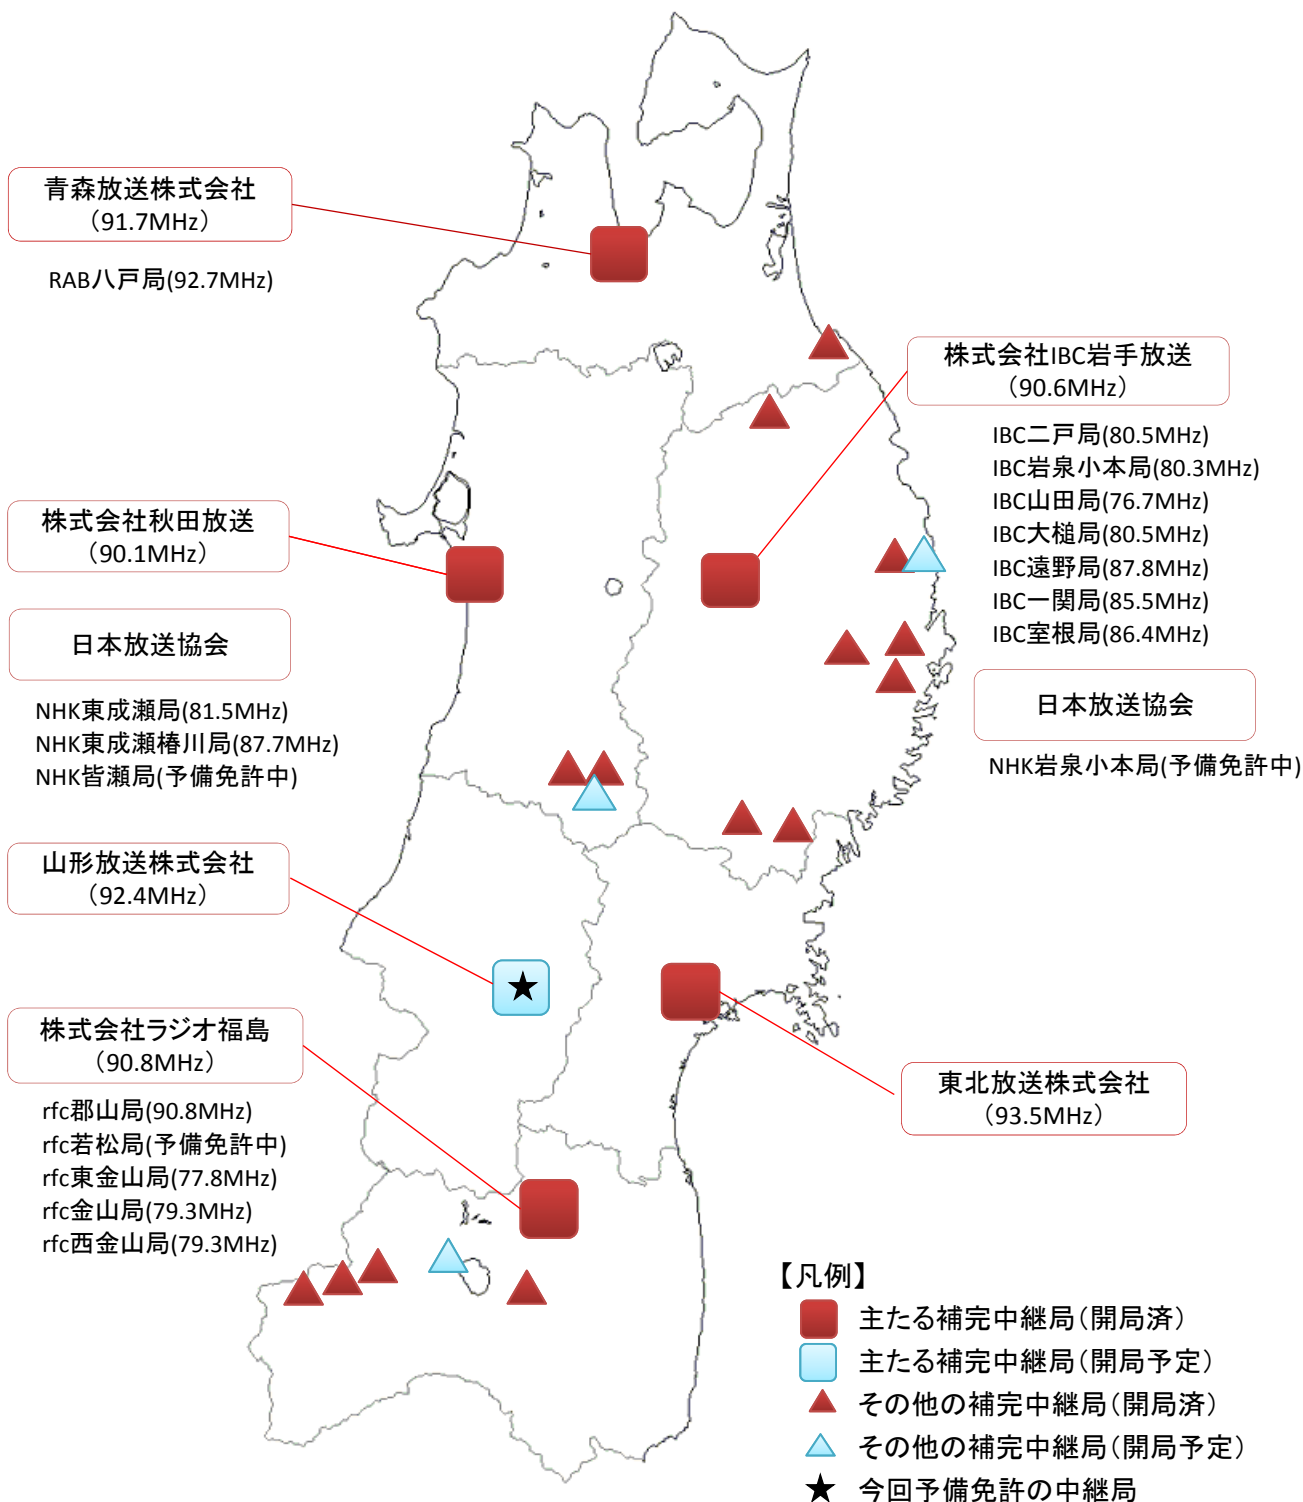 青森放送株式会社
（91.7MHz）
RAB八戸局(92.7MHz)
株式会社IBC岩手放送
（90.6MHz）
IBC二戸局(80.5MHz)
IBC岩泉小本局(80.3MHz)
IBC山田局(76.7MHz)
IBC大槌局(80.5MHz)
IBC遠野局(87.8MHz)
IBC一関局(85.5MHz)
IBC室根局(86.4MHz)
日本放送協会
NHK岩泉小本局(予備免許中)
株式会社秋田放送
（90.1MHz）
日本放送協会
NHK東成瀬局(81.5MHz)
NHK東成瀬椿川局(87.7MHz)
NHK皆瀬局(予備免許中)
山形放送株式会社
（92.4MHz）
株式会社ラジオ福島
（90.8MHz）
rfc郡山局(90.8MHz)
rfc若松局(予備免許中)
rfc東金山局(77.8MHz)
rfc金山局(79.3MHz)
rfc西金山局(79.3MHz)
東北放送株式会社
（93.5MHz）
【凡例】
主たる補完中継局（開局済）
主たる補完中継局（開局予定）
その他の補完中継局（開局済）
その他の補完中継局（開局予定）
★ 今回予備免許の中継局